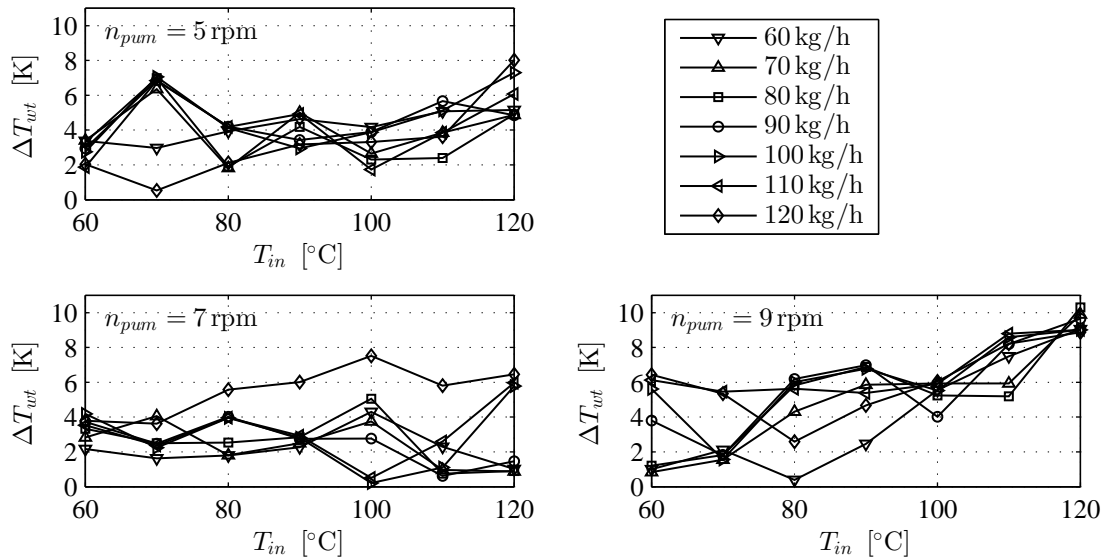 n_pum = 5 rpm
10
8
6
4
2
0
ΔT_wt [K]
60 80 100 120
T_in [°C]
60 kg/h
70 kg/h
80 kg/h
90 kg/h
100 kg/h
110 kg/h
120 kg/h
n_pum = 7 rpm
10
8
6
4
2
0
ΔT_wt [K]
60 80 100 120
T_in [°C]
n_pum = 9 rpm
10
8
6
4
2
0
ΔT_wt [K]
60 80 100 120
T_in [°C]